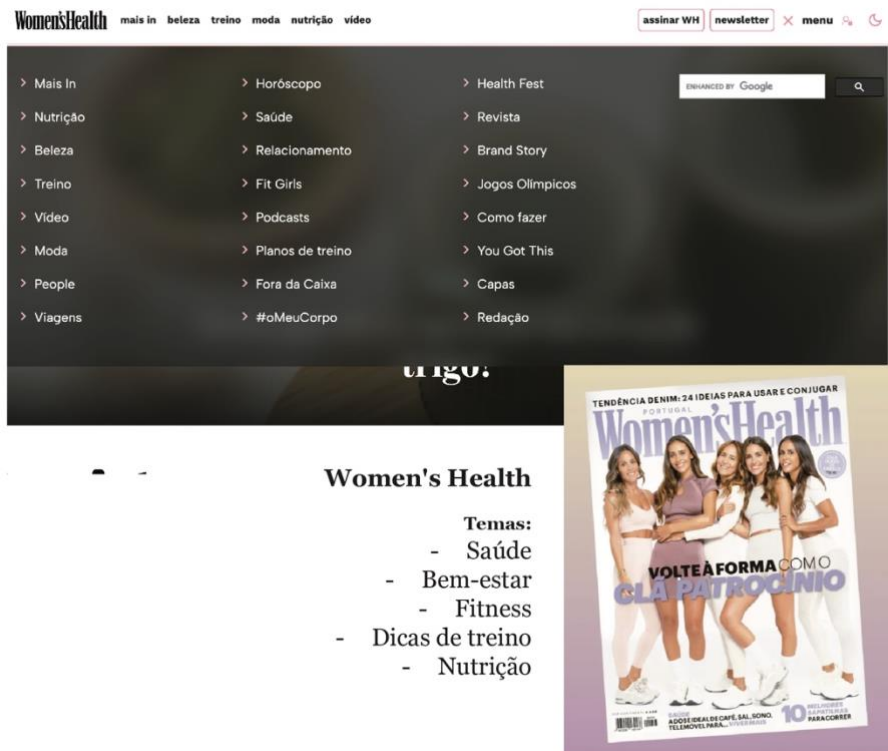 Women'sHealth mais in beleza treino moda nutrição vídeo assinar WH newsletter menu
Mais In
Nutrição
Beleza
Treino
Vídeo
Moda
People
Viagens
Horóscopo
Saúde
Relacionamento
Fit Girls
Podcasts
Planos de treino
Fora da Caixa
#oMeuCorpo
Health Fest
Revista
Brand Story
Jogos Olímpicos
Como fazer
You Got This
Capas
Redação
ENHANCED BY Google
trigo?
Women's Health
Temas:
- Saúde
- Bem-estar
- Fitness
- Dicas de treino
- Nutrição
TENDÊNCIA DENIM: 24 IDEIAS PARA USAR E CONJUGAR
PORTUGAL
Women'sHealth
VOLTE À FORMA COM O
CLÃ PATROCÍNIO
SAÚDE
A DOSE IDEAL DE CAFÉ, SAL, SONO,
TELEMÓVEL PARA... VIVER MAIS
10 MELHORES
SAPATILHAS
PARA CORRER